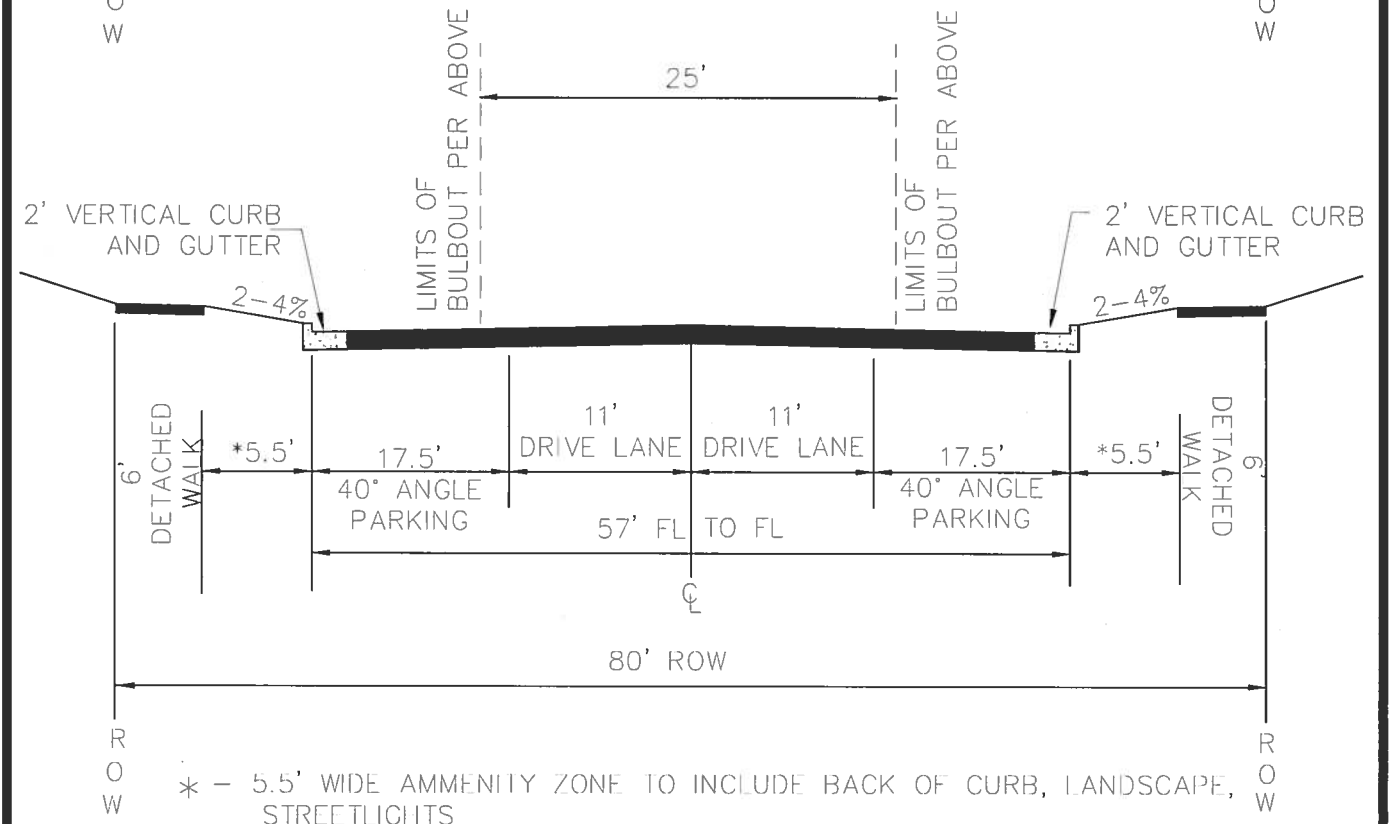 O
W
O
W
25'
LIMITS OF
BULBOUT PER ABOVE
LIMITS OF
BULBOUT PER ABOVE
2' VERTICAL CURB
AND GUTTER
2' VERTICAL CURB
AND GUTTER
2-4%
2-4%
6'
DETACHED
WALK
*5.5'
17.5'
40° ANGLE
PARKING
11'
DRIVE LANE
11'
DRIVE LANE
17.5'
40° ANGLE
PARKING
*5.5'
6'
DETACHED
WALK
57' FL TO FL
CL
80' ROW
R
O
W
R
O
W
* - 5.5' WIDE AMMENITY ZONE TO INCLUDE BACK OF CURB, LANDSCAPE,
STREETLIGHTS